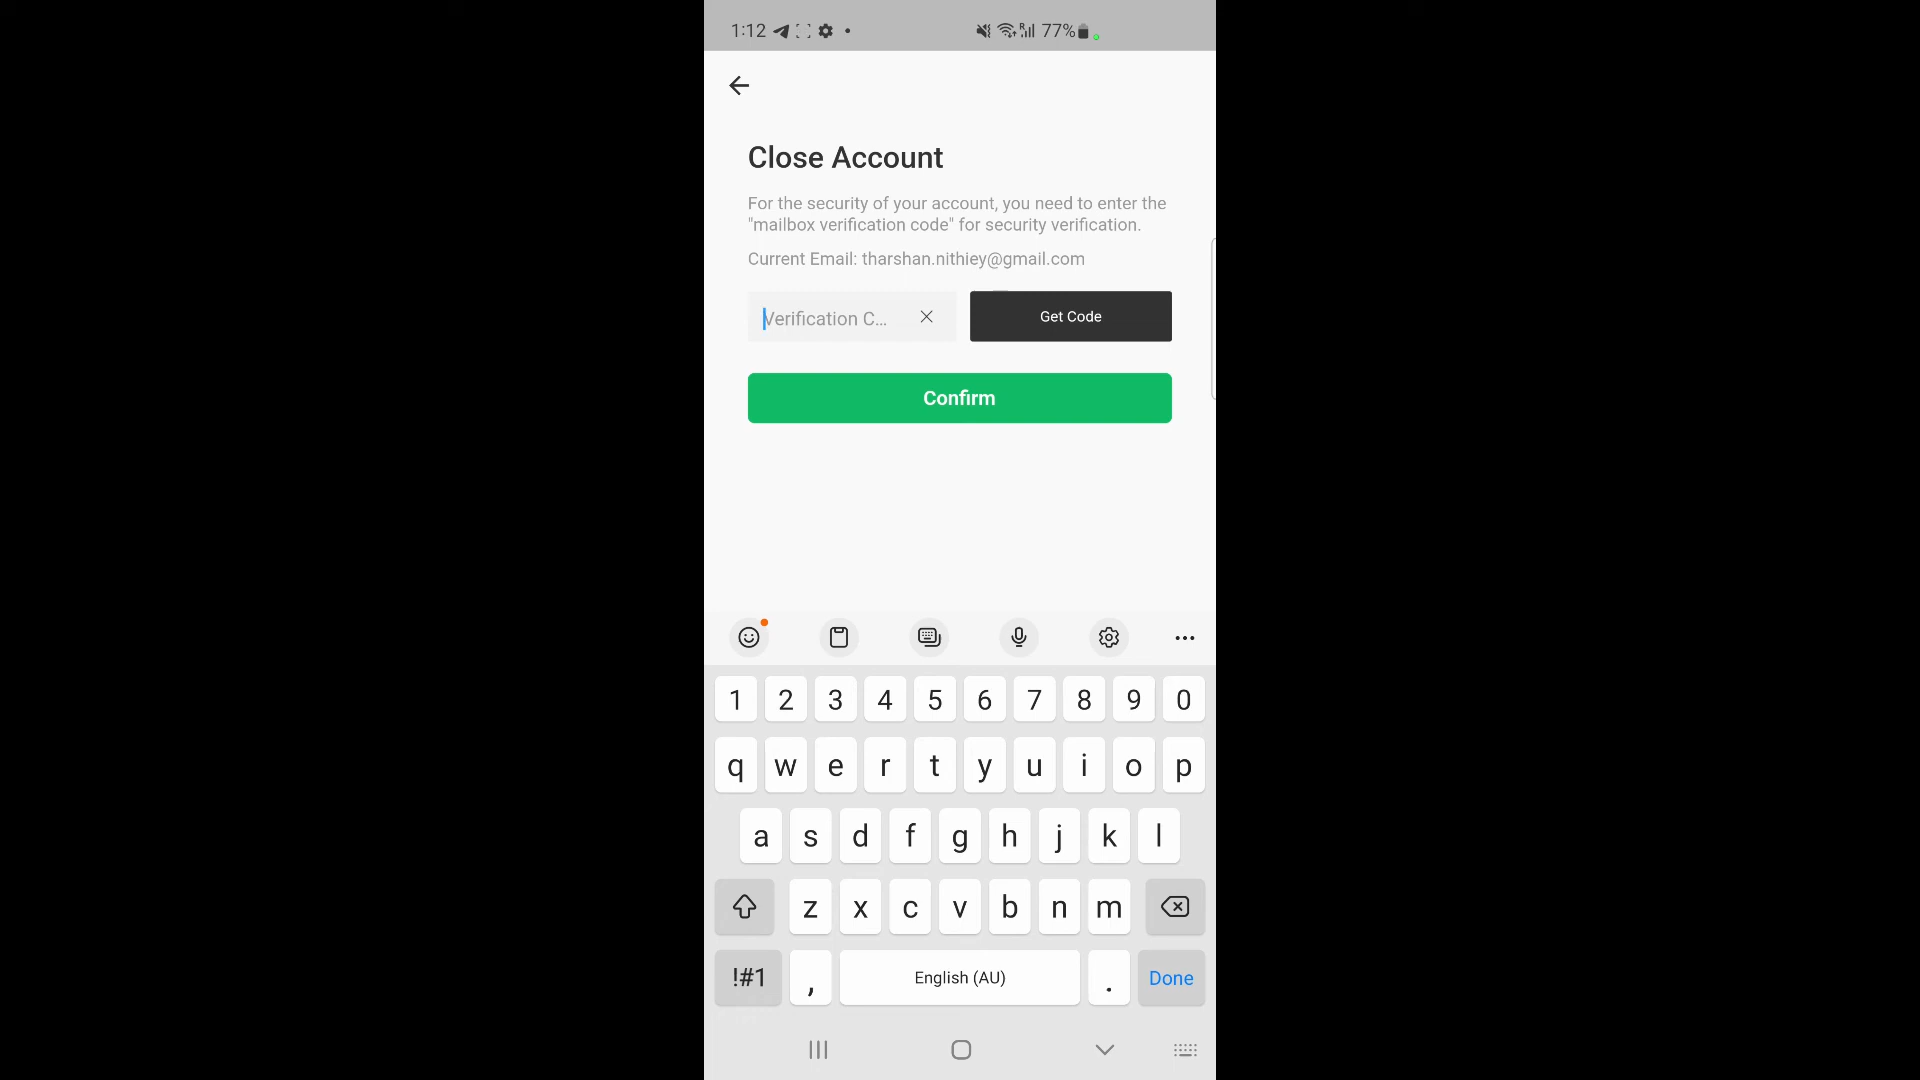 1:12
77%
Close Account
For the security of your account, you need to enter the
"mailbox verification code" for security verification.
Current Email: tharshan.nithiey@gmail.com
Verification C...
Get Code
Confirm
1 2 3 4 5 6 7 8 9 0
q w e r t y u i o p
a s d f g h j k l
z x c v b n m
!#1 , English (AU) . Done